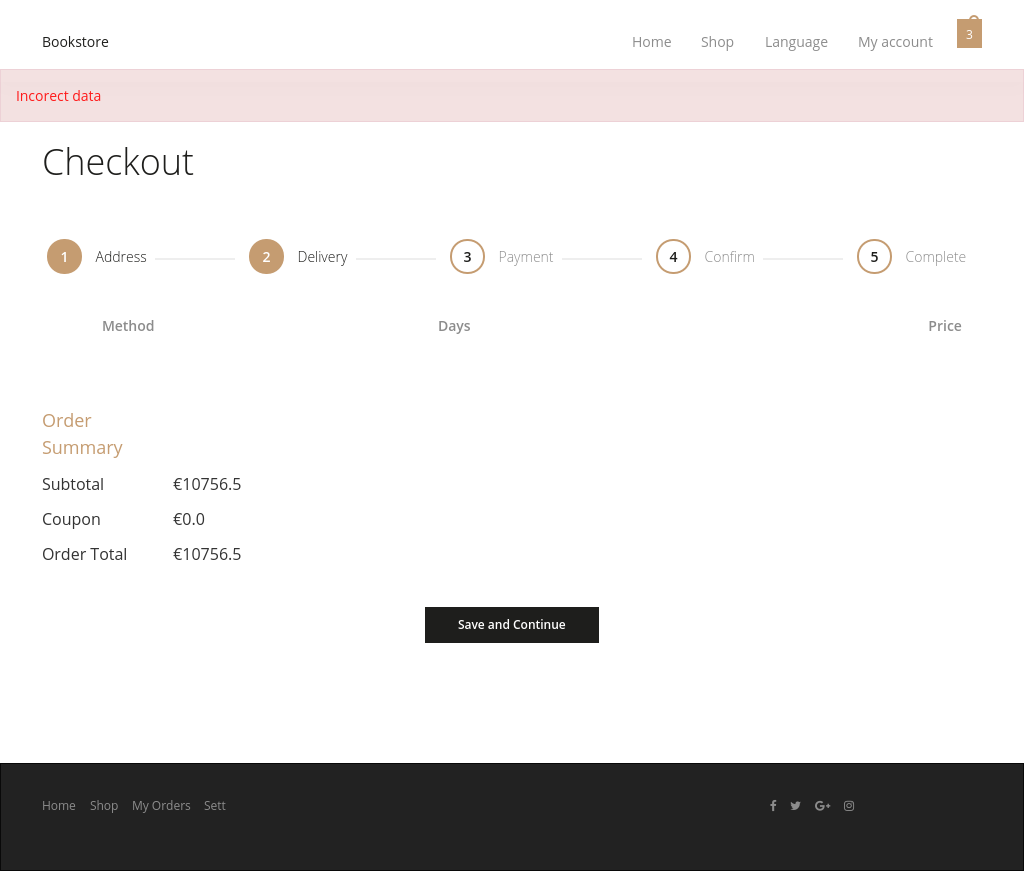 Bookstore
Home Shop Language My account 3
Incorect data
Checkout
1 Address 2 Delivery 3 Payment 4 Confirm 5 Complete
Method Days Price
Order
Summary
Subtotal €10756.5
Coupon €0.0
Order Total €10756.5
Save and Continue
Home Shop My Orders Sett